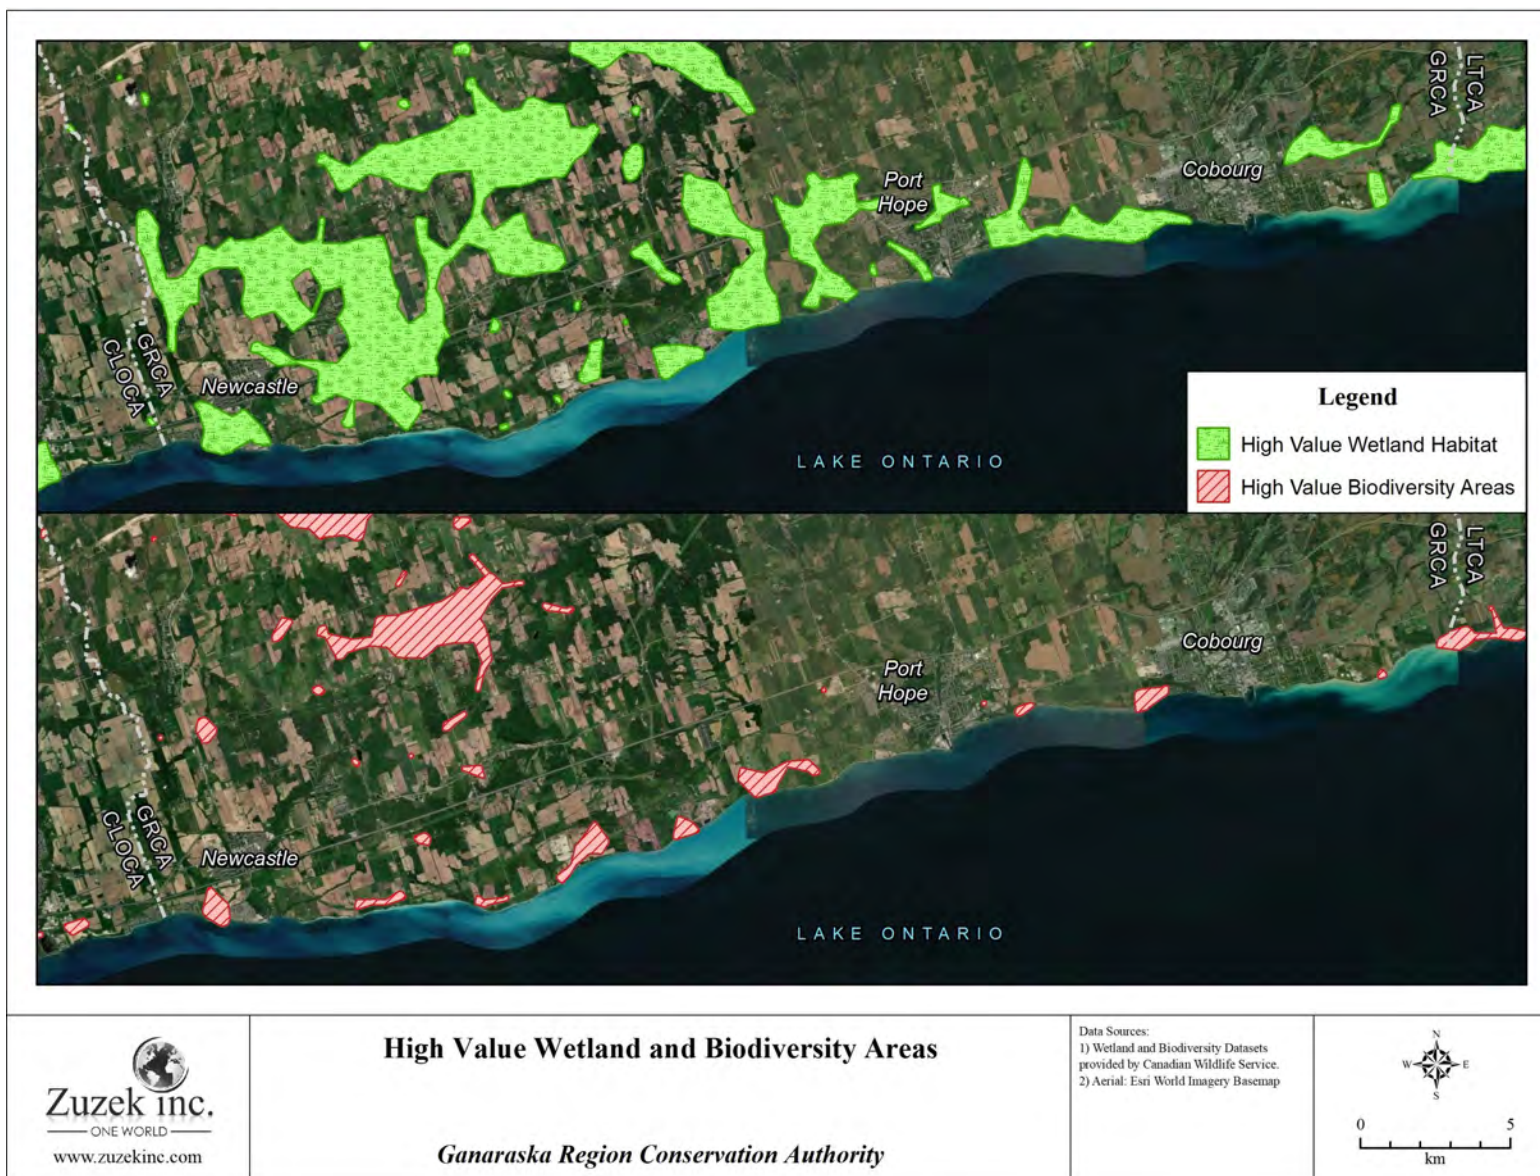 LTCA
GRCA
Cobourg
Port
Hope
GRCA
CLOCA
Newcastle
LAKE ONTARIO
Legend
High Value Wetland Habitat
High Value Biodiversity Areas
LTCA
GRCA
Cobourg
Port
Hope
GRCA
CLOCA
Newcastle
LAKE ONTARIO
Zuzek inc.
ONE WORLD
www.zuzekinc.com
High Value Wetland and Biodiversity Areas
Ganaraska Region Conservation Authority
Data Sources:
1) Wetland and Biodiversity Datasets
provided by Canadian Wildlife Service.
2) Aerial: Esri World Imagery Basemap
N
W E
S
0 5
km